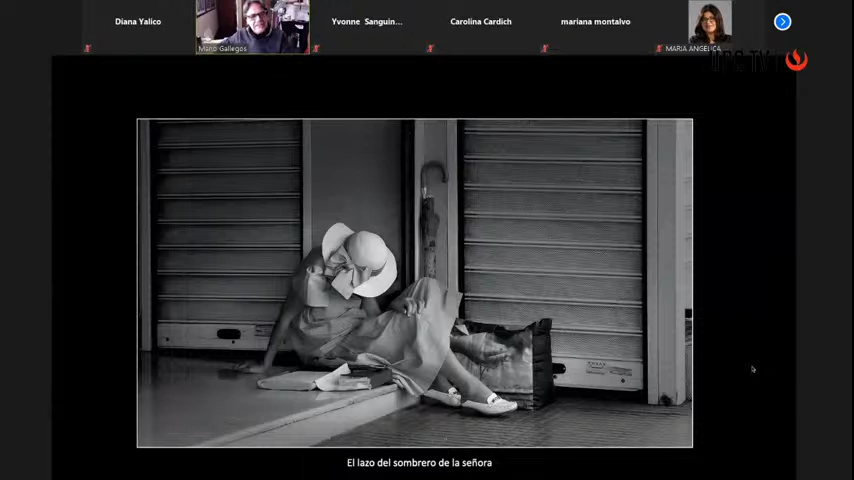 Diana Yalico
Mario Gallegos
Yvonne Sanguin...
Carolina Cardich
mariana montalvo
MARIA ANGELICA
UPC TV
El lazo del sombrero de la señora